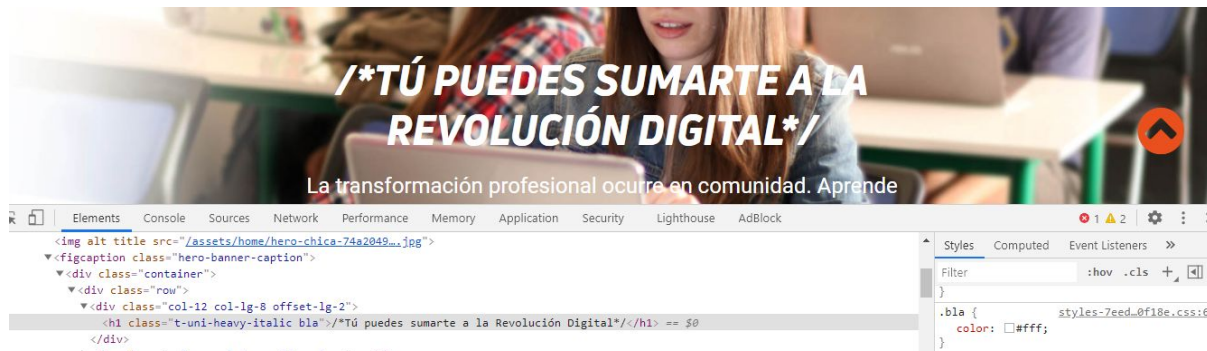 /*TÚ PUEDES SUMARTE A LA
REVOLUCIÓN DIGITAL*/
La transformación profesional ocurre en comunidad. Aprende
Elements Console Sources Network Performance Memory Application Security Lighthouse AdBlock 1 2
<img alt title src="/assets/home/hero-chica-74a2049….jpg">
▼<figcaption class="hero-banner-caption">
▼<div class="container">
▼<div class="row">
▼<div class="col-12 col-lg-8 offset-lg-2">
<h1 class="t-uni-heavy-italic bla">/*Tú puedes sumarte a la Revolución Digital*/</h1> == $0
</div>
Styles Computed Event Listeners »
Filter :hov .cls +
}
.bla { styles-7eed…0f18e.css:6
color: #fff;
}